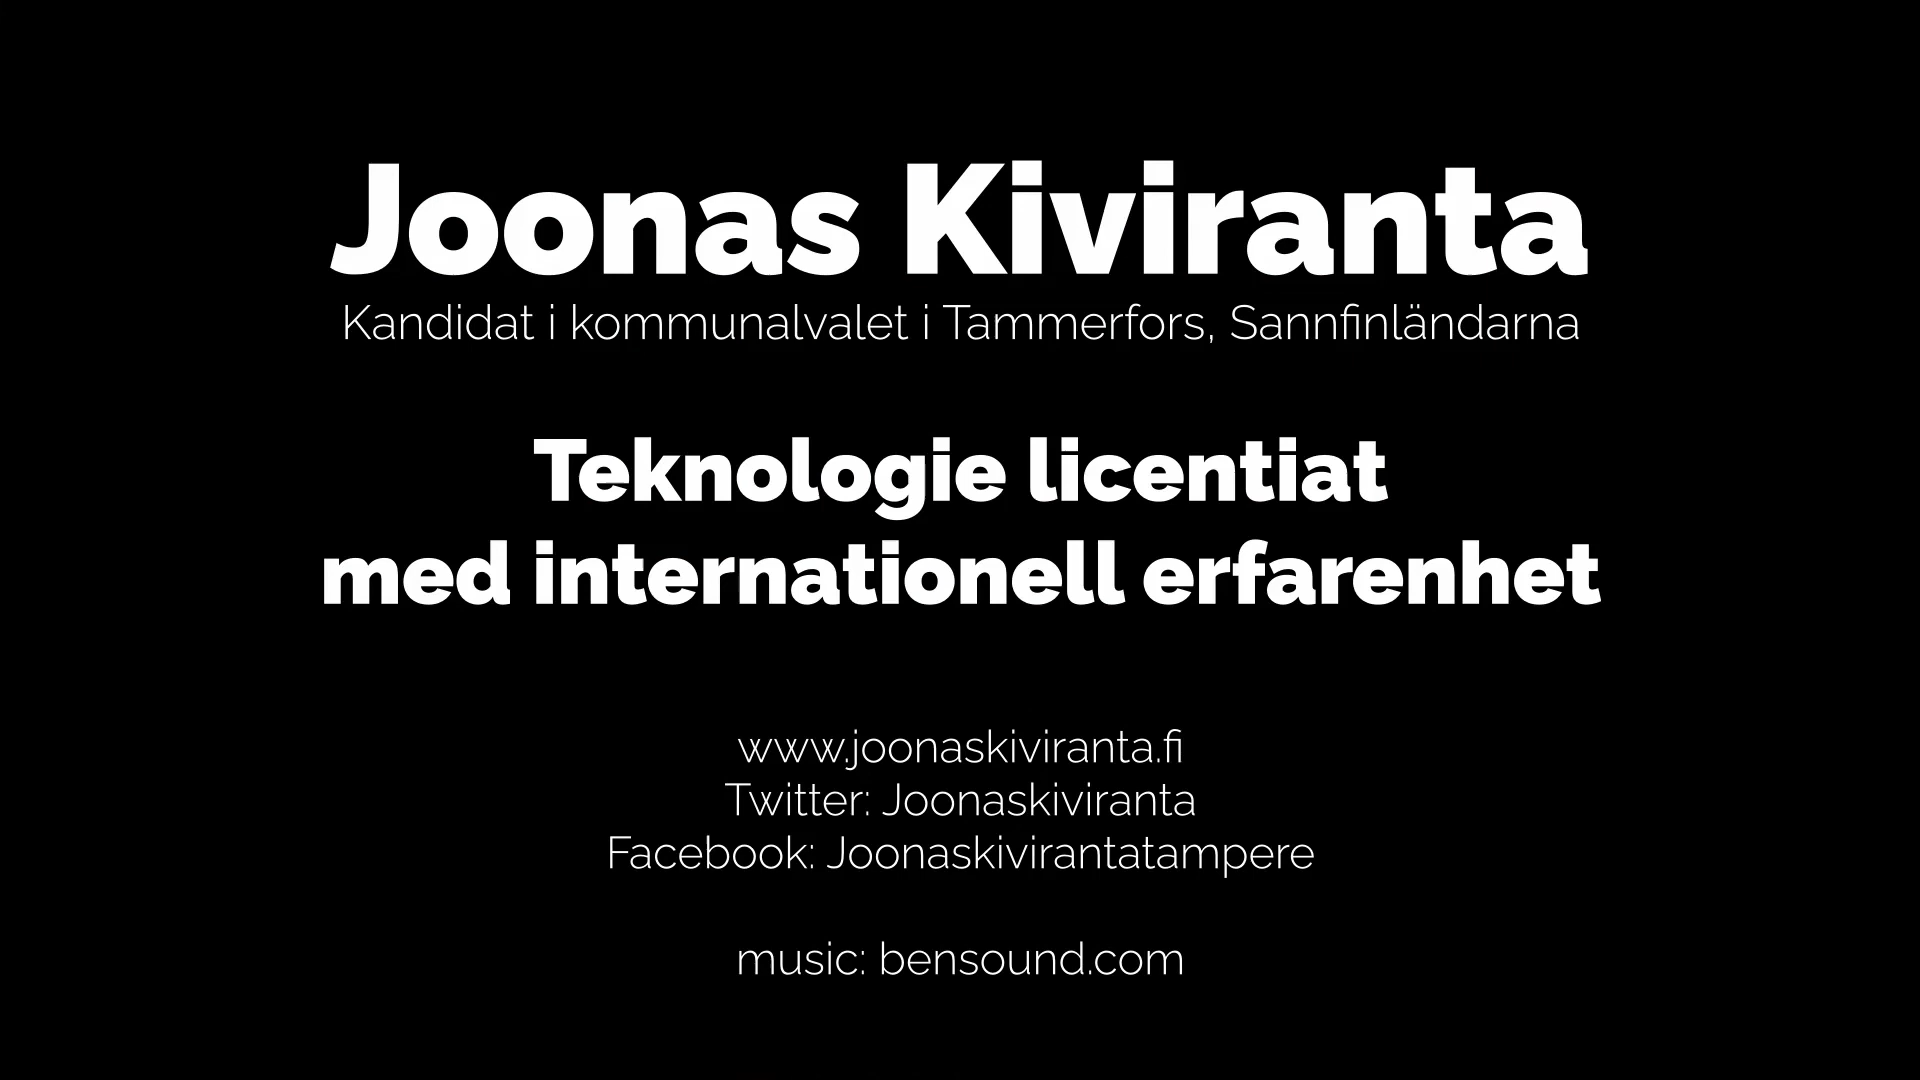 Joonas Kiviranta
Kandidat i kommunalvalet i Tammerfors, Sannfinländarna
Teknologie licentiat
med internationell erfarenhet
www.joonaskiviranta.fi
Twitter: Joonaskiviranta
Facebook: Joonaskivirantatampere
music: bensound.com